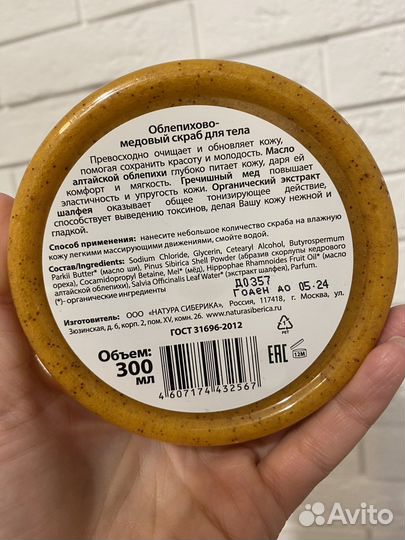 Облепихово-
медовый скраб для тела
Превосходно очищает и обновляет кожу,
помогая сохранить красоту и молодость. Масло
алтайской облепихи глубоко питает кожу, даря ей
комфорт и мягкость. Гречишный мед повышает
эластичность и упругость кожи. Органический экстракт
шалфея оказывает общее тонизирующее действие,
способствует выведению токсинов, делая Вашу кожу нежной и
гладкой.
Способ применения: нанесите небольшое количество скраба на влажную
кожу легкими массирующими движениями, смойте водой.
Состав/Ingredients: Sodium Chloride, Glycerin, Cetearyl Alcohol, Butyrospermum
Parkii Butter* (масло ши), Pinus Sibirica Shell Powder (абразив скорлупы кедрового
ореха), Cocamidopropyl Betaine, Mel* (мёд), Hippophae Rhamnoides Fruit Oil* (масло
алтайской облепихи), Salvia Officinalis Leaf Water* (экстракт шалфея), Parfum.
(*)-органические ингредиенты
Д0357
Годен до 05.24
Изготовитель: ООО «НАТУРА СИБЕРИКА», Россия, 117418, г. Москва, ул.
Зюзинская, д. 6, корп. 2, пом. XV, комн. 26. www.naturasiberica.ru
PET
ГОСТ 31696-2012
Объем:
300
мл
4607174432567
EAC
12M
Avito